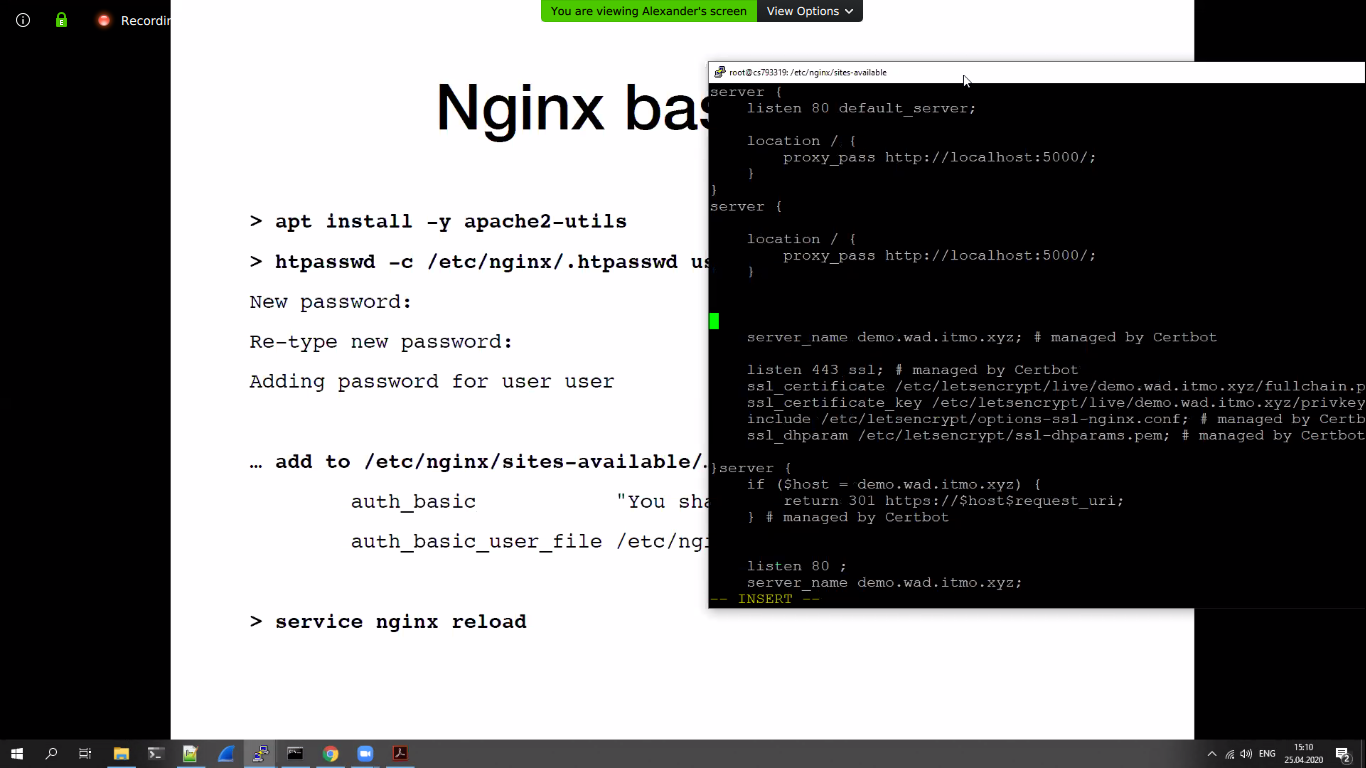 You are viewing Alexander's screen View Options
Recordin
Nginx bas
> apt install -y apache2-utils
> htpasswd -c /etc/nginx/.htpasswd us
New password:
Re-type new password:
Adding password for user user
… add to /etc/nginx/sites-available/.
auth_basic "You sha
auth_basic_user_file /etc/ngi
> service nginx reload
root@cs793319: /etc/nginx/sites-available
server {
listen 80 default_server;
location / {
proxy_pass http://localhost:5000/;
}
}
server {
location / {
proxy_pass http://localhost:5000/;
}
server_name demo.wad.itmo.xyz; # managed by Certbot
listen 443 ssl; # managed by Certbot
ssl_certificate /etc/letsencrypt/live/demo.wad.itmo.xyz/fullchain.p
ssl_certificate_key /etc/letsencrypt/live/demo.wad.itmo.xyz/privkey
include /etc/letsencrypt/options-ssl-nginx.conf; # managed by Certb
ssl_dhparam /etc/letsencrypt/ssl-dhparams.pem; # managed by Certbot
}server {
if ($host = demo.wad.itmo.xyz) {
return 301 https://$host$request_uri;
} # managed by Certbot
listen 80 ;
server_name demo.wad.itmo.xyz;
-- INSERT --
ENG
15:10
25.04.2020
2